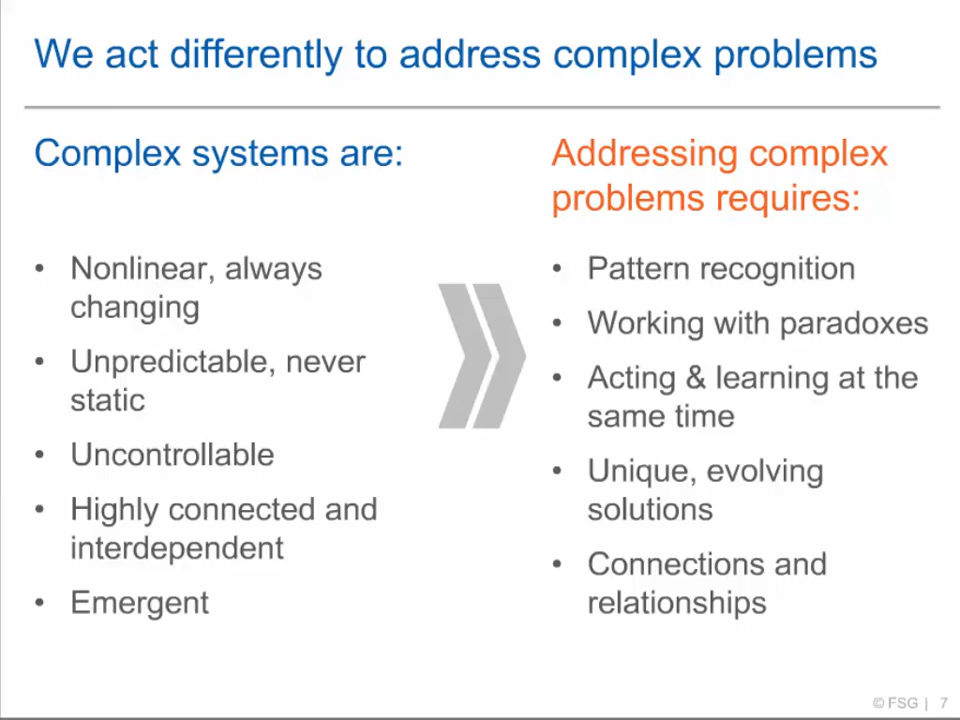 We act differently to address complex problems
Complex systems are:
• Nonlinear, always
changing
• Unpredictable, never
static
• Uncontrollable
• Highly connected and
interdependent
• Emergent
Addressing complex
problems requires:
• Pattern recognition
• Working with paradoxes
• Acting & learning at the
same time
• Unique, evolving
solutions
• Connections and
relationships
© FSG | 7